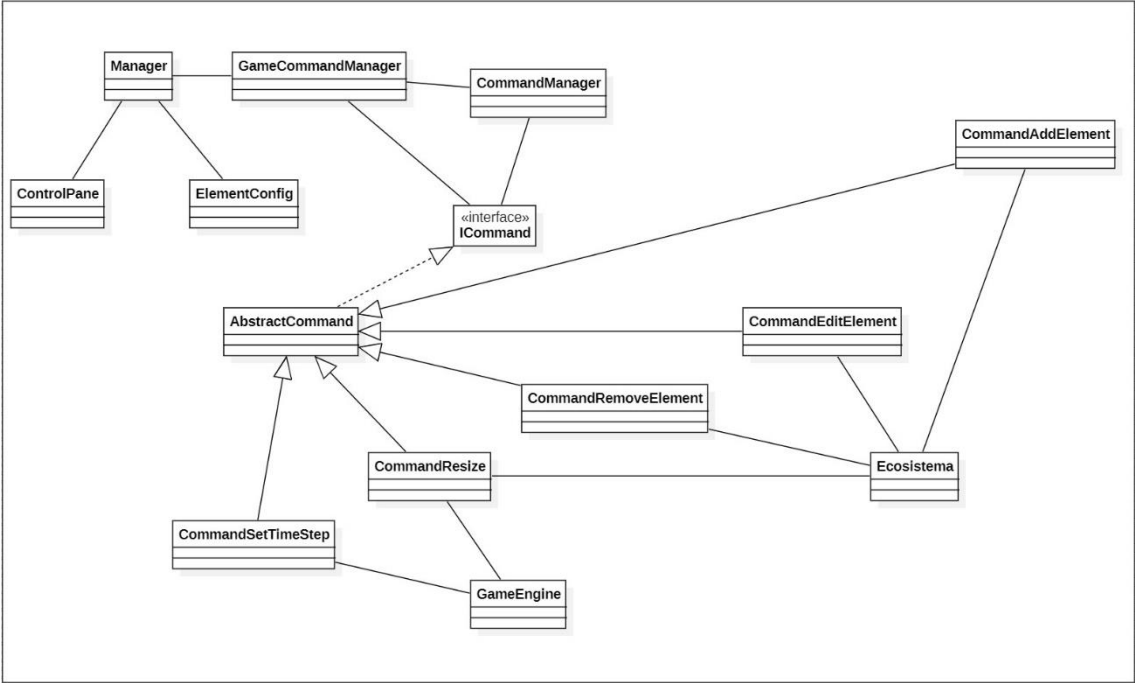 Manager
GameCommandManager
CommandManager
CommandAddElement
ControlPane
ElementConfig
«interface»
ICommand
AbstractCommand
CommandEditElement
CommandRemoveElement
CommandResize
Ecosistema
CommandSetTimeStep
GameEngine